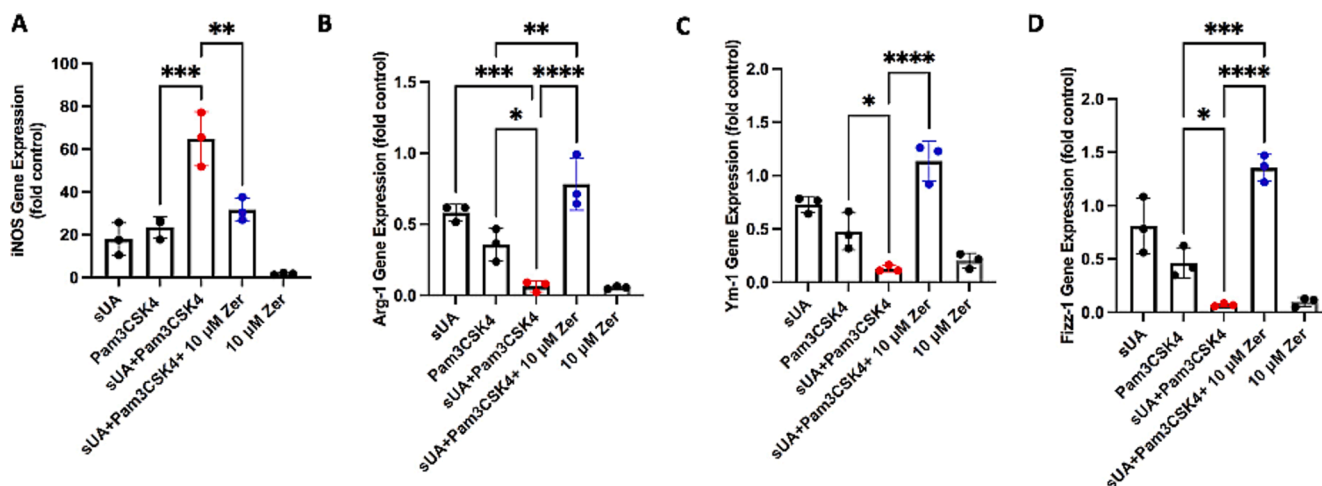 A
**
***
iNOS Gene Expression
(fold control)
100
80
60
40
20
0
sUA
Pam3CSK4
sUA+Pam3CSK4
sUA+Pam3CSK4+ 10 µM Zer
10 µM Zer
B
**
***
****
*
Arg-1 Gene Expression (fold control)
1.5
1.0
0.5
0.0
sUA
Pam3CSK4
sUA+Pam3CSK4
sUA+Pam3CSK4+ 10 µM Zer
10 µM Zer
C
****
*
Ym-1 Gene Expression (fold control)
2.0
1.5
1.0
0.5
0.0
sUA
Pam3CSK4
sUA+Pam3CSK4
sUA+Pam3CSK4+ 10 µM Zer
10 µM Zer
D
***
****
*
Fizz-1 Gene Expression (fold control)
2.0
1.5
1.0
0.5
0.0
sUA
Pam3CSK4
sUA+Pam3CSK4
sUA+Pam3CSK4+ 10 µM Zer
10 µM Zer